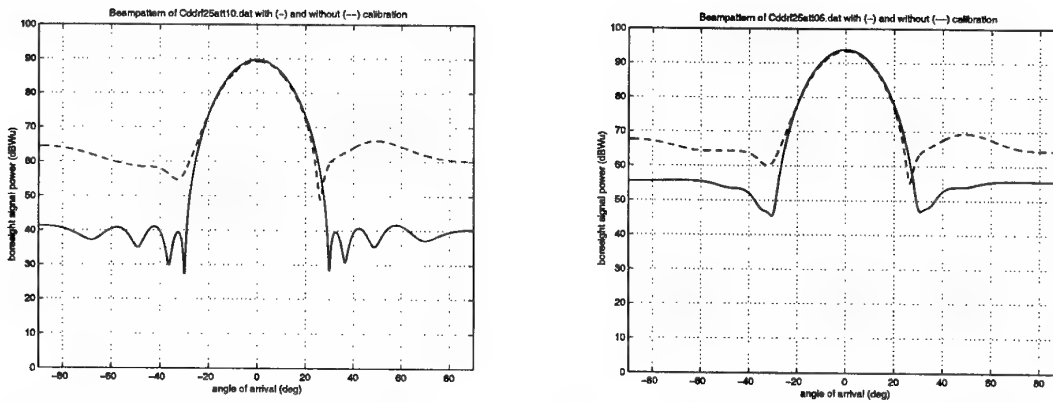 Beampattern of Cddrf25att10.dat with (-) and without (--) calibration
100
90
80
70
60
50
40
30
20
10
0
-80 -60 -40 -20 0 20 40 60
angle of arrival (deg)
boresight signal power (dBWu)
Beampattern of Cddrf25att05.dat with (-) and without (--) calibration
100
90
80
70
60
50
40
30
20
10
0
-80 -60 -40 -20 0 20 40 60 80
angle of arrival (deg)
boresight signal power (dBWu)